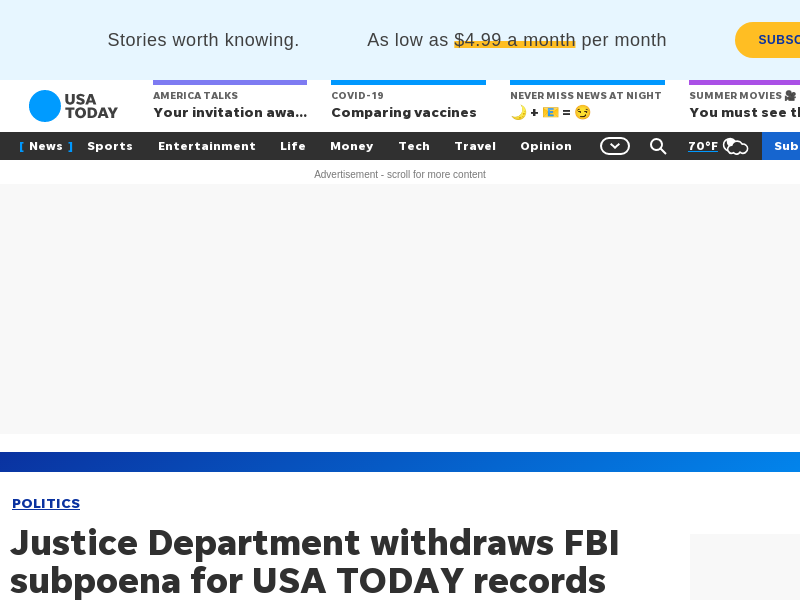 Stories worth knowing.
As low as $4.99 a month per month
USA
TODAY
AMERICA TALKS
Your invitation awa...
COVID-19
Comparing vaccines
NEVER MISS NEWS AT NIGHT
🌙 + 📧 = 😏
SUMMER MOVIES 🎥
You must see
[ News ] Sports Entertainment Life Money Tech Travel Opinion 70°F Sub
Advertisement - scroll for more content
POLITICS
Justice Department withdraws FBI
subpoena for USA TODAY records